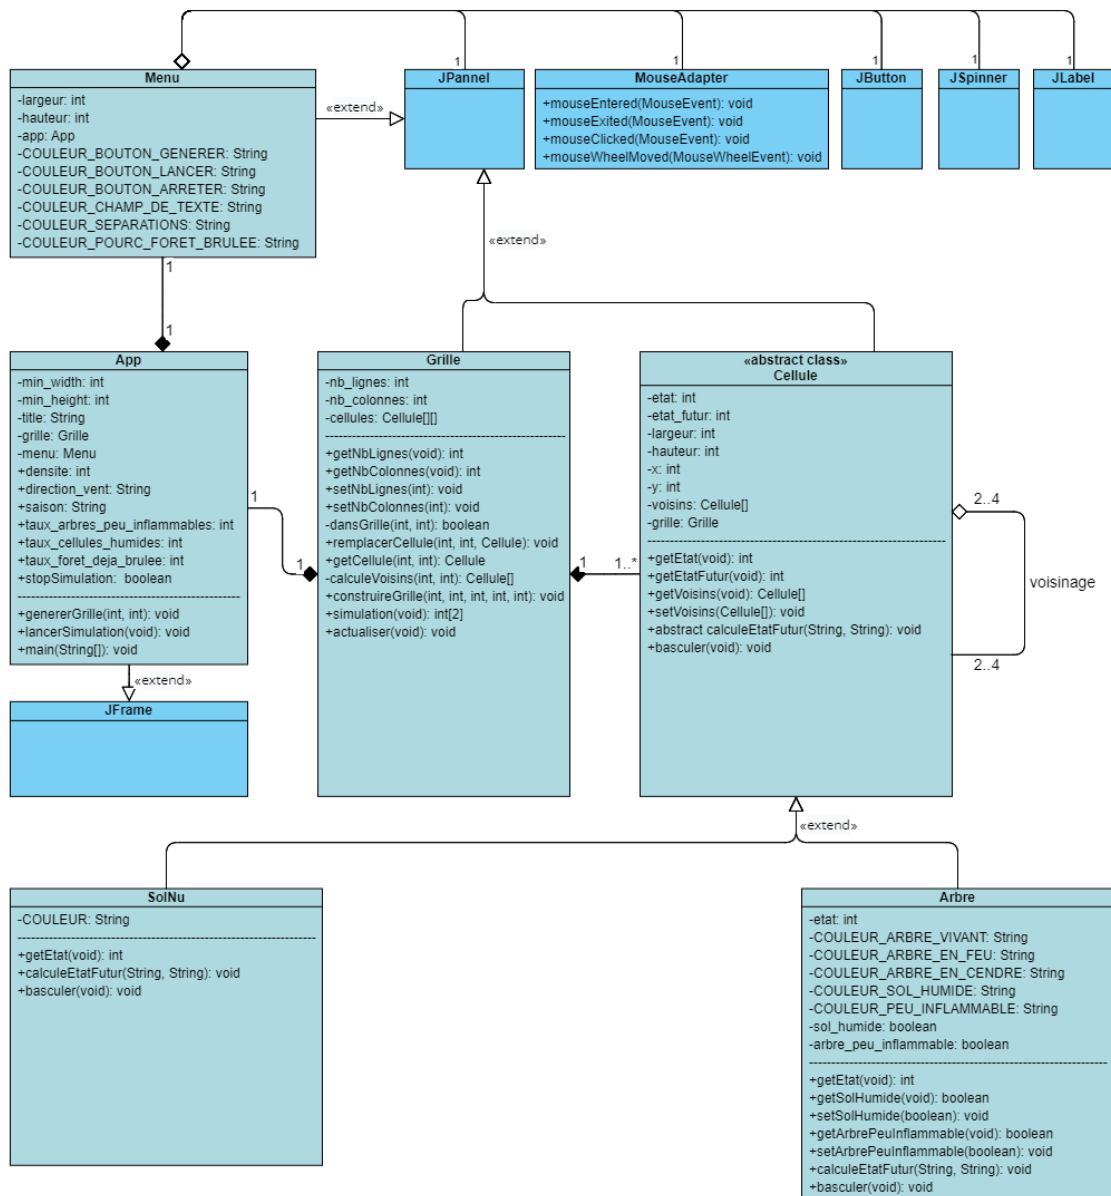 1
1
1
1
1
Menu
-largeur: int
-hauteur: int
-app: App
-COULEUR_BOUTON_GENERER: String
-COULEUR_BOUTON_LANCER: String
-COULEUR_BOUTON_ARRETER: String
-COULEUR_CHAMP_DE_TEXTE: String
-COULEUR_SEPARATIONS: String
-COULEUR_POURC_FORET_BRULEE: String
«extend»
JPannel
MouseAdapter
+mouseEntered(MouseEvent): void
+mouseExited(MouseEvent): void
+mouseClicked(MouseEvent): void
+mouseWheelMoved(MouseWheelEvent): void
JButton
JSpinner
JLabel
«extend»
1
1
App
-min_width: int
-min_height: int
-title: String
-grille: Grille
-menu: Menu
+densite: int
+direction_vent: String
+saison: String
+taux_arbres_peu_inflammables: int
+taux_cellules_humides: int
+taux_foret_deja_brulee: int
+stopSimulation: boolean
+genererGrille(int, int): void
+lancerSimulation(void): void
+main(String[]): void
«extend»
JFrame
1
1
Grille
-nb_lignes: int
-nb_colonnes: int
-cellules: Cellule[][]
+getNbLignes(void): int
+getNbColonnes(void): int
+setNbLignes(int): void
+setNbColonnes(int): void
-dansGrille(int, int): boolean
+remplacerCellule(int, int, Cellule): void
+getCellule(int, int): Cellule
-calculeVoisins(int, int): Cellule[]
+construireGrille(int, int, int, int, int): void
+simulation(void): int[2]
+actualiser(void): void
1
1..*
«abstract class»
Cellule
-etat: int
-etat_futur: int
-largeur: int
-hauteur: int
-x: int
-y: int
-voisins: Cellule[]
-grille: Grille
+getEtat(void): int
+getEtatFutur(void): int
+getVoisins(void): Cellule[]
+setVoisins(Cellule[]): void
+abstract calculeEtatFutur(String, String): void
+basculer(void): void
2..4
voisinage
2..4
«extend»
SolNu
-COULEUR: String
+getEtat(void): int
+calculeEtatFutur(String, String): void
+basculer(void): void
Arbre
-etat: int
-COULEUR_ARBRE_VIVANT: String
-COULEUR_ARBRE_EN_FEU: String
-COULEUR_ARBRE_EN_CENDRE: String
-COULEUR_SOL_HUMIDE: String
-COULEUR_PEU_INFLAMMABLE: String
-sol_humide: boolean
-arbre_peu_inflammable: boolean
+getEtat(void): int
+getSolHumide(void): boolean
+setSolHumide(boolean): void
+getArbrePeuInflammable(void): boolean
+setArbrePeuInflammable(boolean): void
+calculeEtatFutur(String, String): void
+basculer(void): void